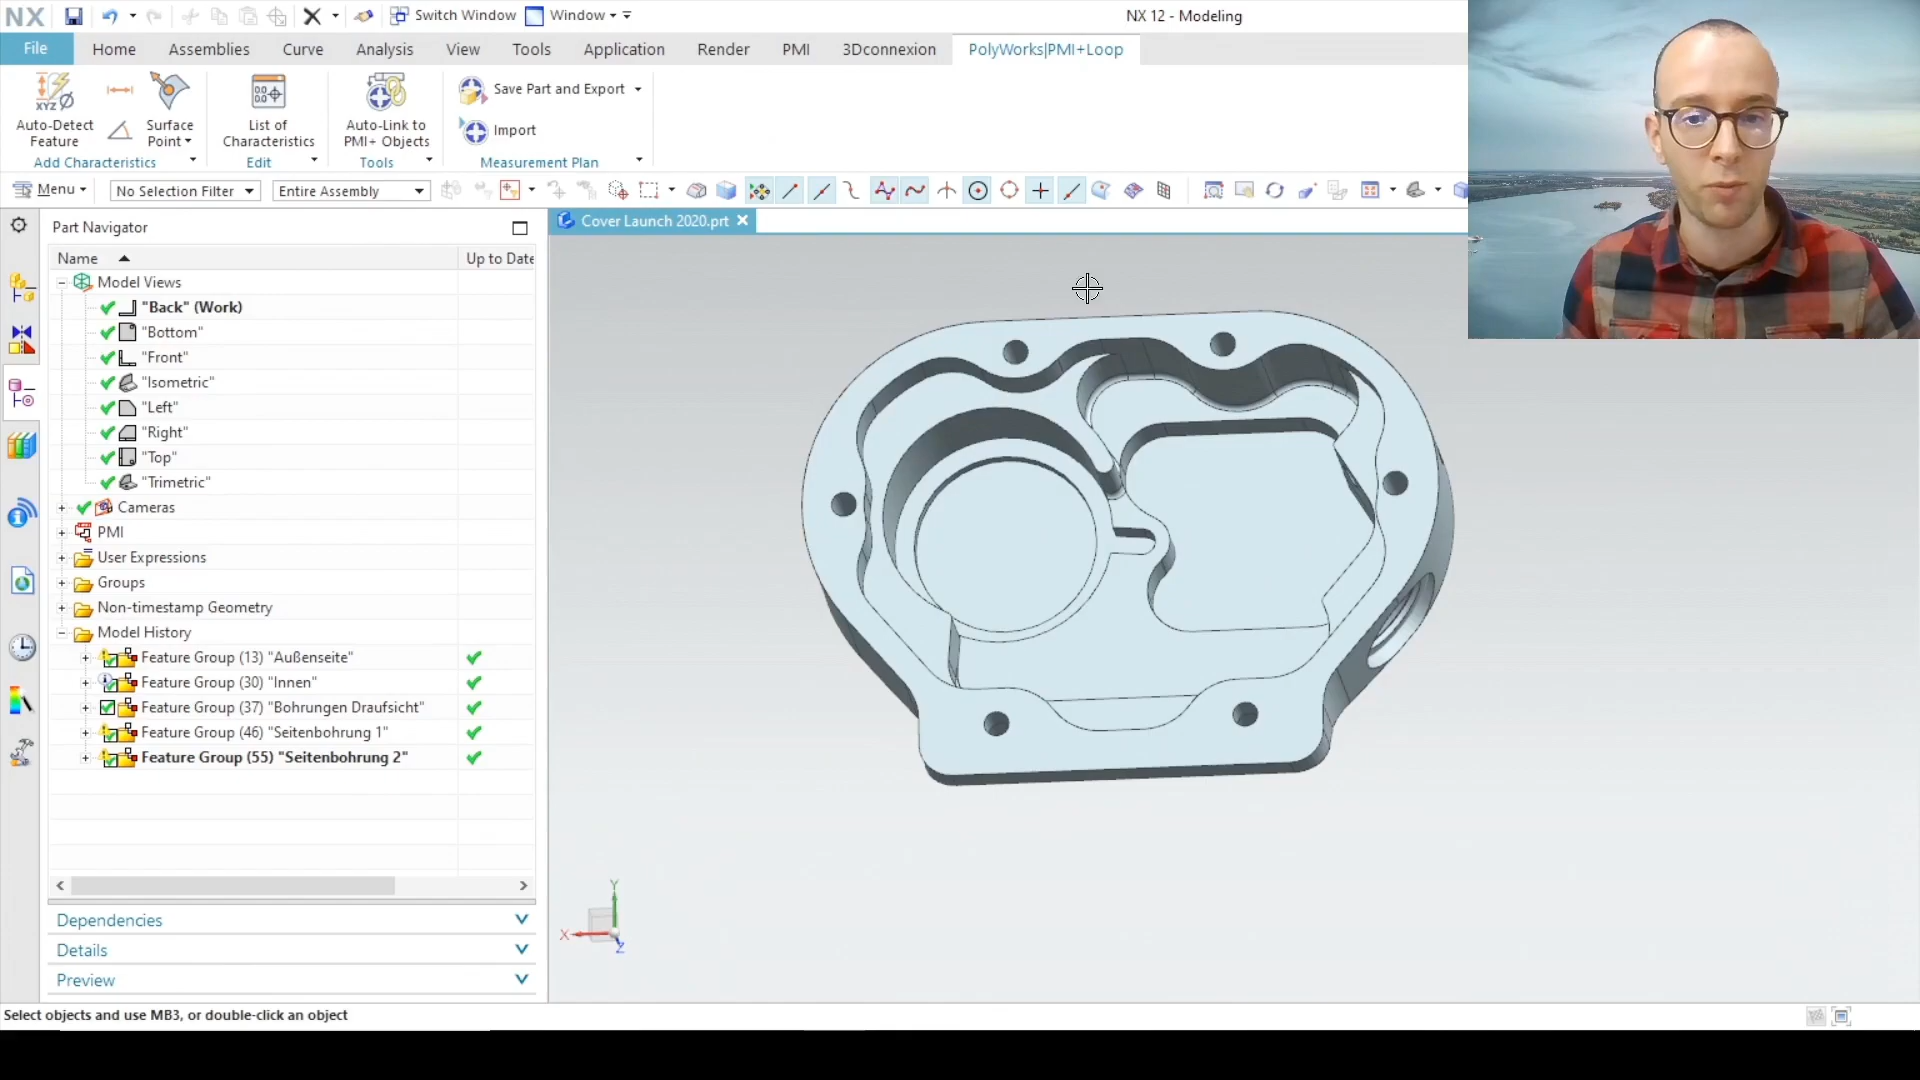 NX
Switch Window
Window
NX 12 - Modeling
File
Home
Assemblies
Curve
Analysis
View
Tools
Application
Render
PMI
3Dconnexion
PolyWorks|PMI+Loop
XYZ
Auto-Detect
Feature
Surface
Point
Add Characteristics
List of
Characteristics
Edit
Auto-Link to
PMI+ Objects
Tools
Save Part and Export
Import
Measurement Plan
Menu
No Selection Filter
Entire Assembly
Part Navigator
Cover Launch 2020.prt
Name
Up to Date
Model Views
"Back" (Work)
"Bottom"
"Front"
"Isometric"
"Left"
"Right"
"Top"
"Trimetric"
Cameras
PMI
User Expressions
Groups
Non-timestamp Geometry
Model History
Feature Group (13) "Außenseite"
Feature Group (30) "Innen"
Feature Group (37) "Bohrungen Draufsicht"
Feature Group (46) "Seitenbohrung 1"
Feature Group (55) "Seitenbohrung 2"
Dependencies
Details
Preview
Y
X
Z
Select objects and use MB3, or double-click an object